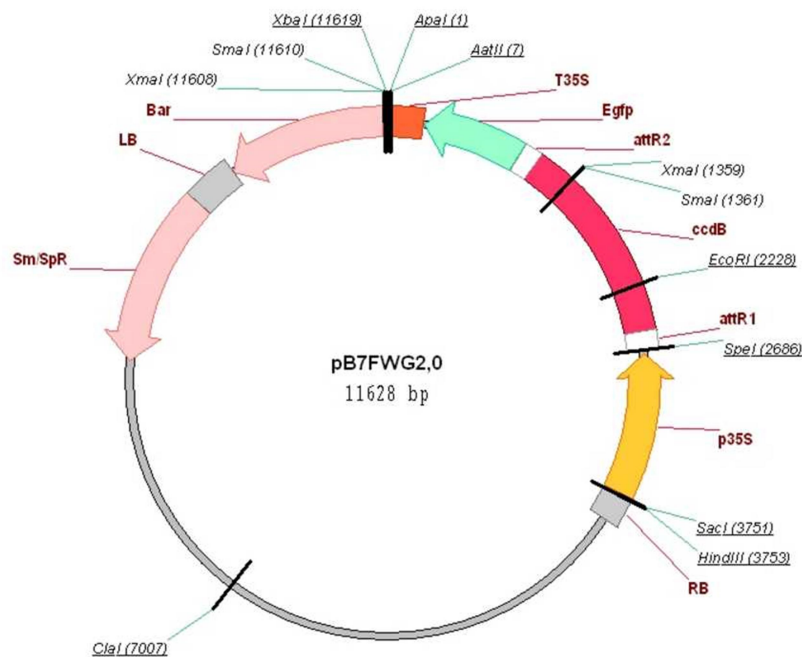 XbaI (11619)
ApaI (1)
SmaI (11610)
AatII (7)
XmaI (11608)
T35S
Bar
Egfp
LB
attR2
XmaI (1359)
SmaI (1361)
ccdB
Sm/SpR
EcoRI (2228)
attR1
SpeI (2686)
pB7FWG2,0
11628 bp
p35S
SacI (3751)
HindIII (3753)
RB
ClaI (7007)